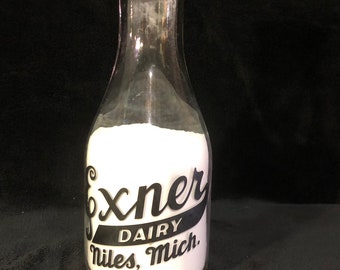 Exner
DAIRY
Niles, Mich.